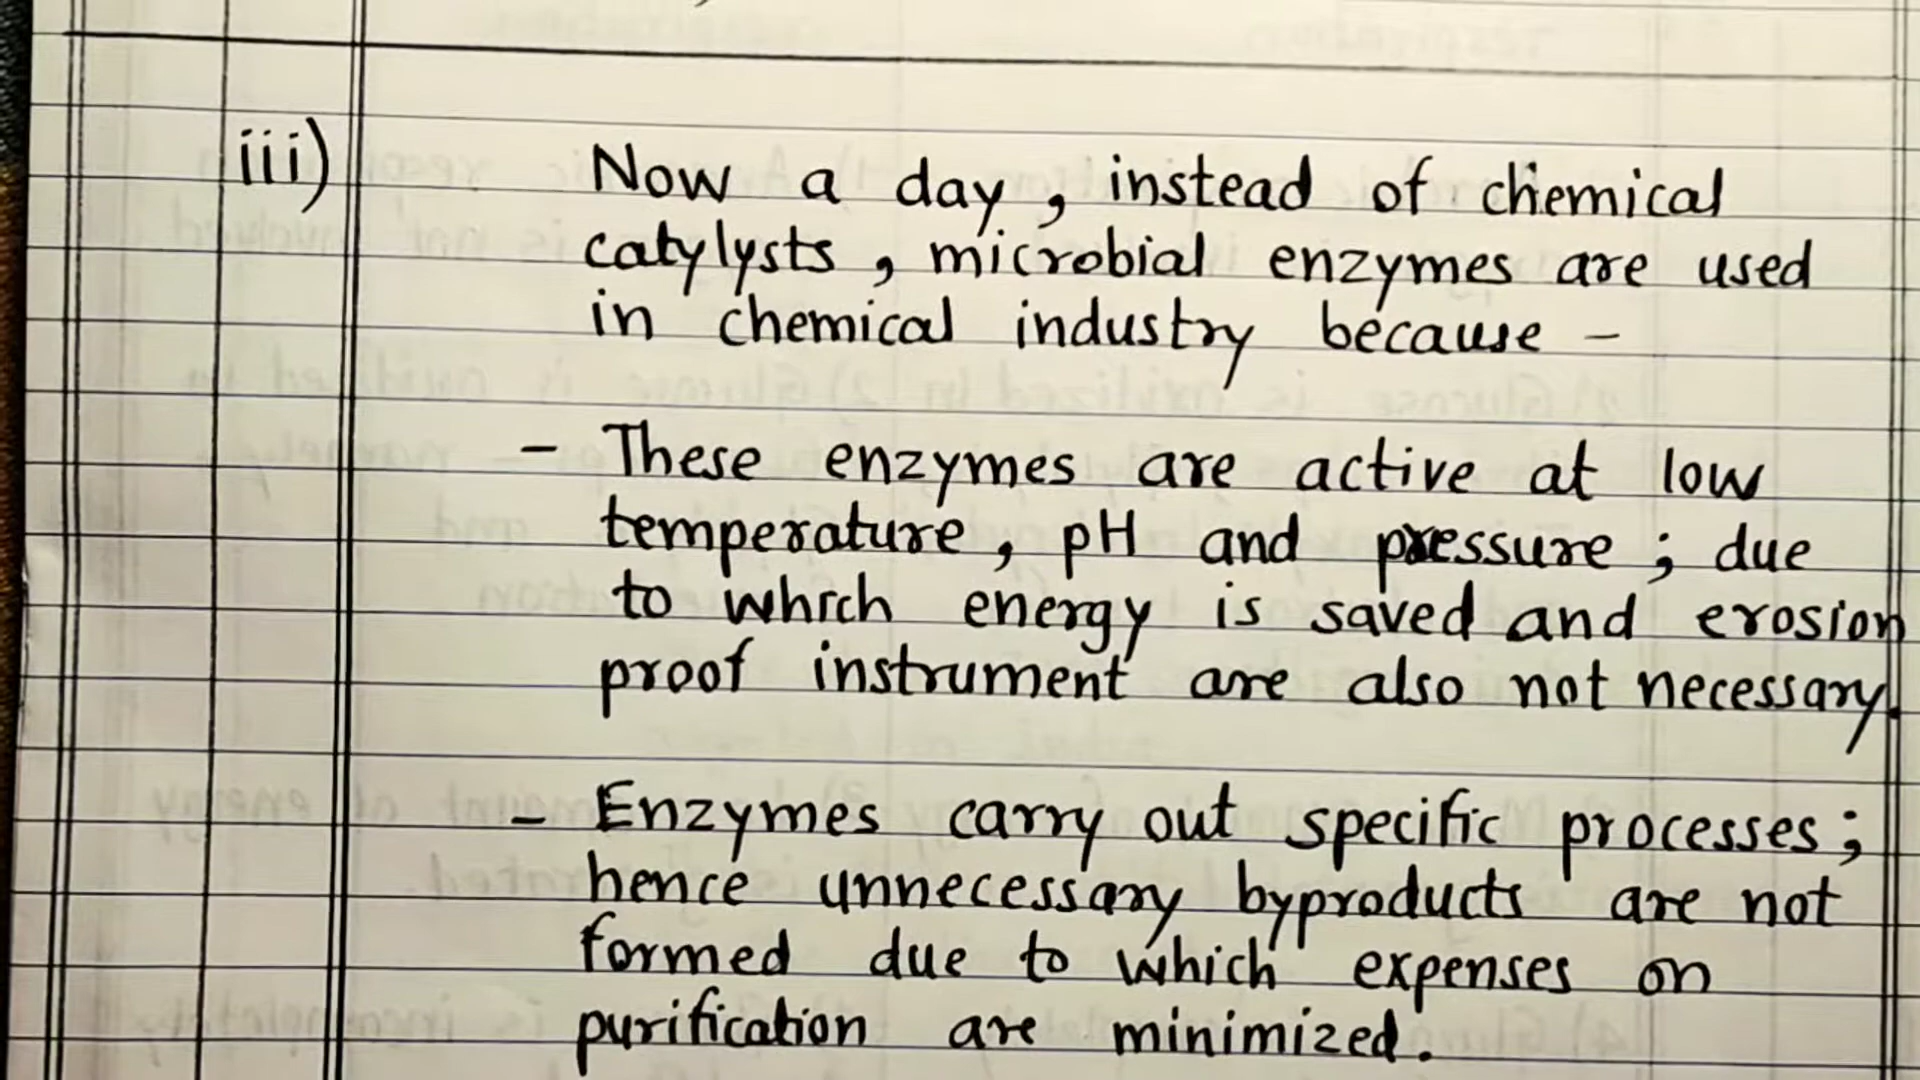 iii) Now a day, instead of chemical
catylysts, microbial enzymes are used
in chemical industry because -
- These enzymes are active at low
temperature, pH and pressure; due
to which energy is saved and erosion
proof instrument are also not necessary.
- Enzymes carry out specific processes;
hence unnecessary byproducts are not
formed due to which expenses on
purification are minimized.